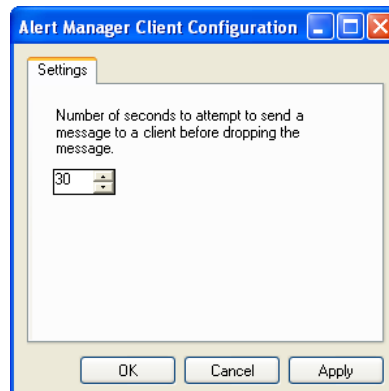 Alert Manager Client Configuration
Settings
Number of seconds to attempt to send a
message to a client before dropping the
message.
30
OK Cancel Apply